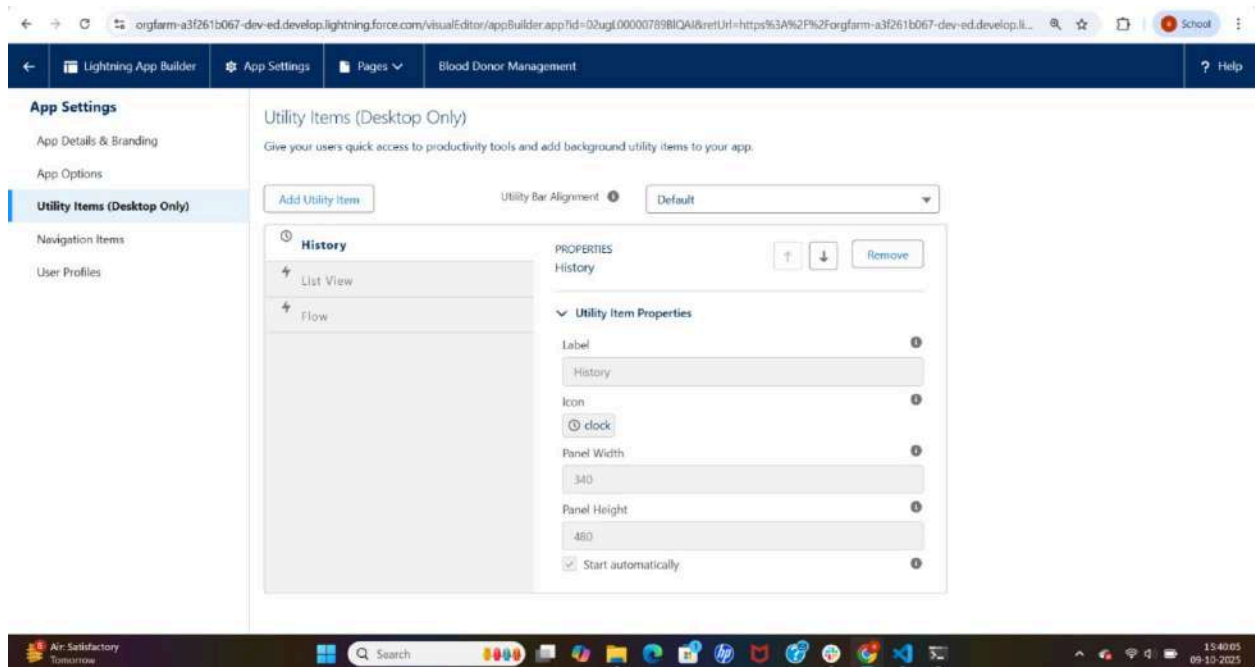 orgfarm-a3f261b067-dev-ed.develop.lightning.force.com/visualEditor/appBuilder.app?id=02ugL00000789BlQAI&retUrl=https%3A%2F%2Forgfarm-a3f261b067-dev-ed.develop.li...
School
Lightning App Builder
App Settings
Pages
Blood Donor Management
? Help
App Settings
App Details & Branding
App Options
Utility Items (Desktop Only)
Navigation Items
User Profiles
Utility Items (Desktop Only)
Give your users quick access to productivity tools and add background utility items to your app.
Add Utility Item
Utility Bar Alignment
Default
History
List View
Flow
PROPERTIES
History
Remove
Utility Item Properties
Label
History
Icon
clock
Panel Width
340
Panel Height
480
Start automatically
Air: Satisfactory
Tomorrow
Search
15:40:05
09-10-2025